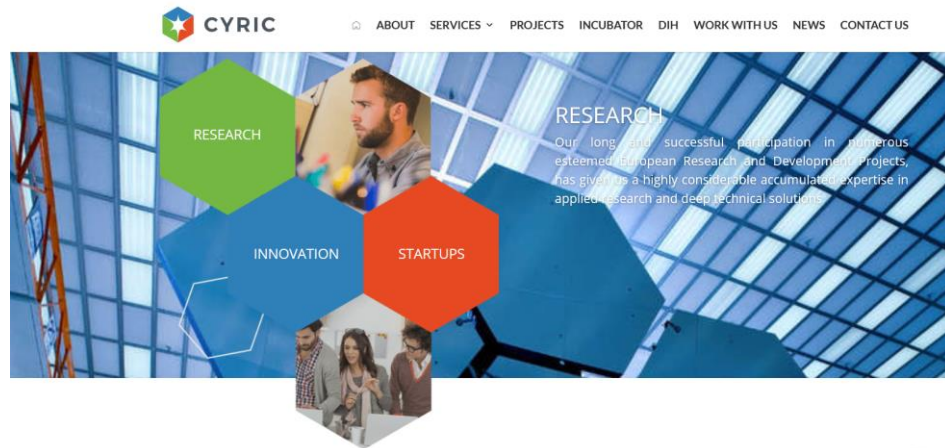 CYRIC
ABOUT SERVICES PROJECTS INCUBATOR DIH WORK WITH US NEWS CONTACT US
RESEARCH
INNOVATION
STARTUPS
RESEARCH
Our long and successful participation in numerous
esteemed European Research and Development Projects,
has given us a highly considerable accumulated expertise in
applied research and deep technical solutions